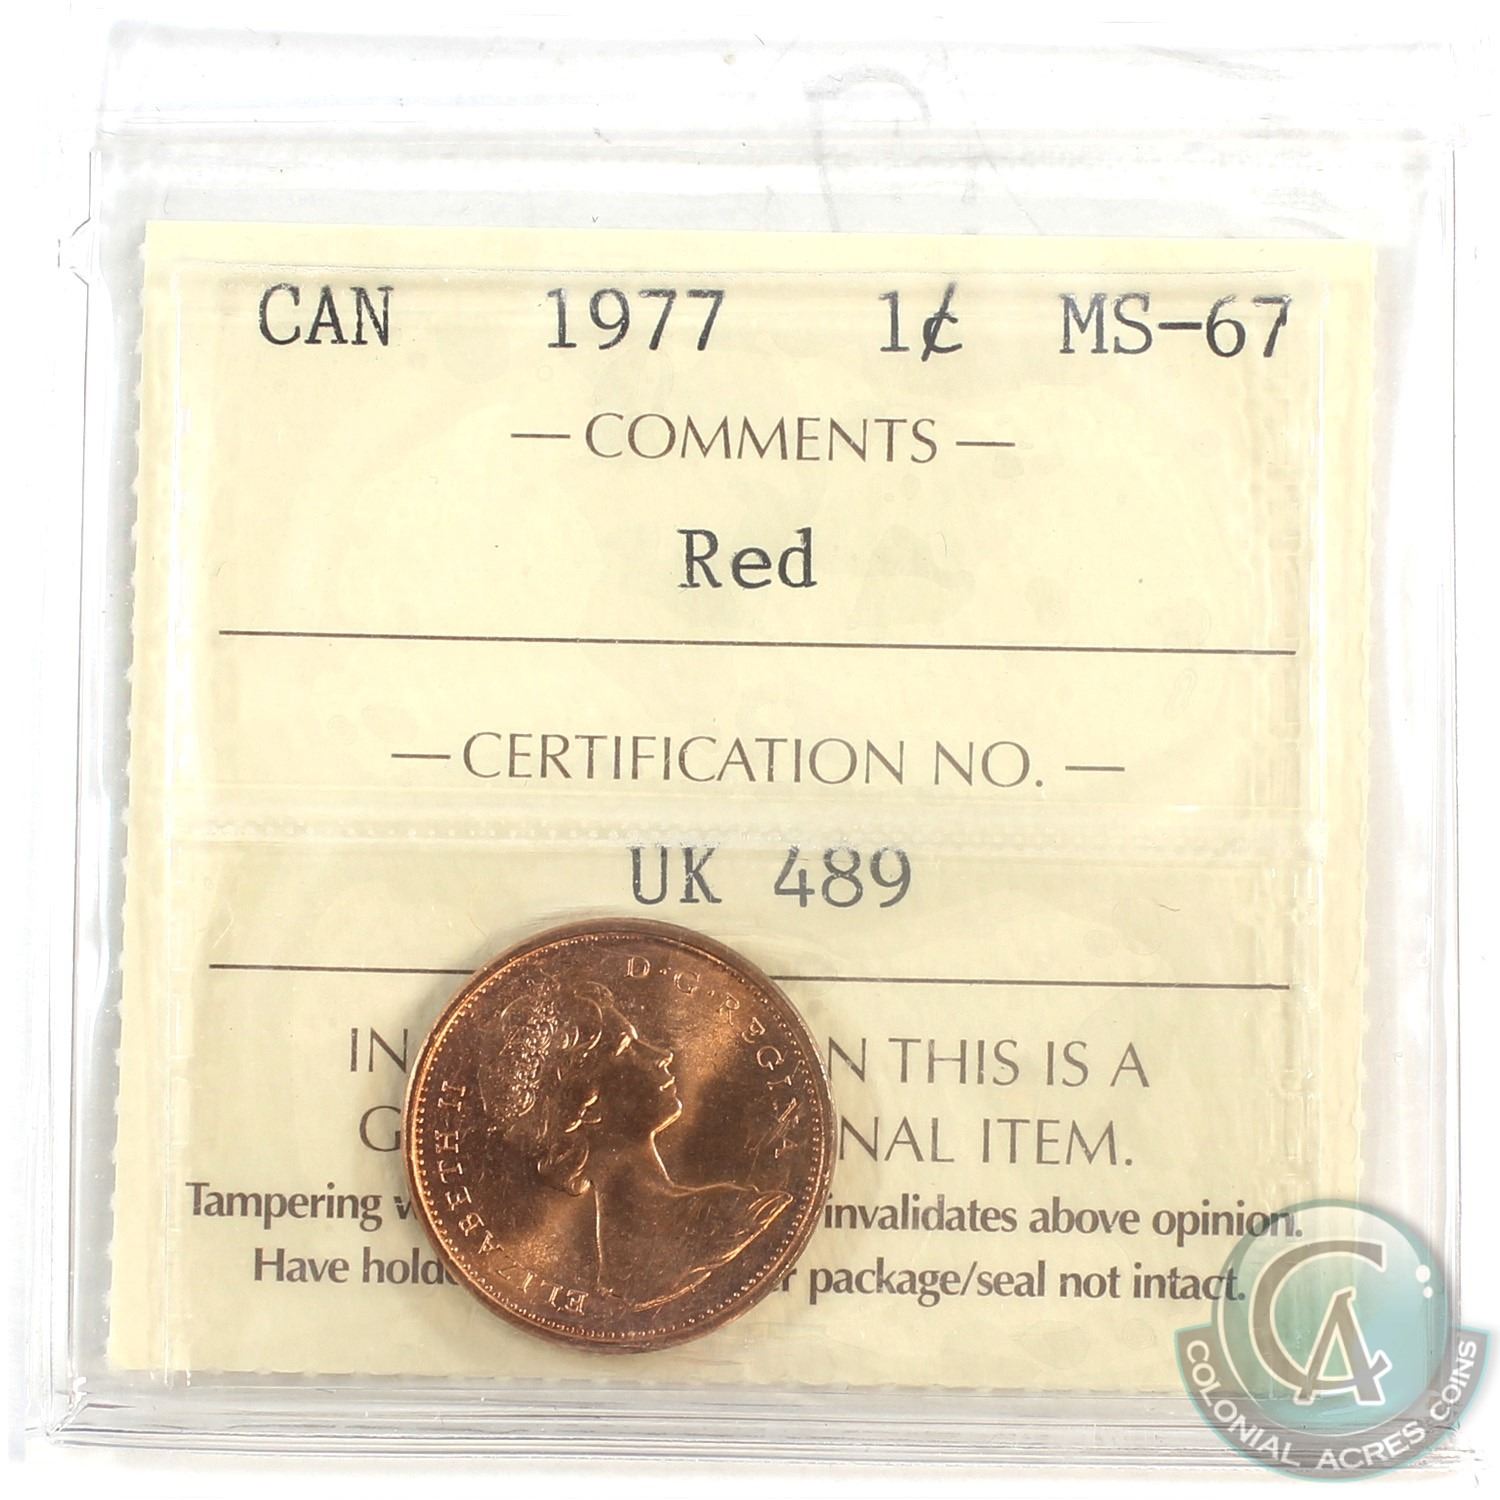 CAN 1977 1¢ MS-67
— COMMENTS —
Red
— CERTIFICATION NO. —
UK 489
IN N THIS IS A
G NAL ITEM.
Tampering invalidates above opinion.
Have package/seal not intact.
ELIZABETH II D·G·REGINA
CA
COLONIAL ACRES COINS